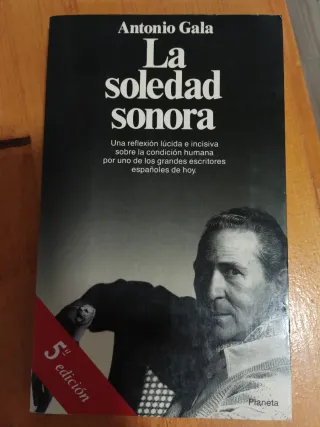 Antonio Gala
La
soledad
sonora
Una reflexión lúcida e incisiva
sobre la condición humana
por uno de los grandes escritores
españoles de hoy.
5ª edición
Planeta